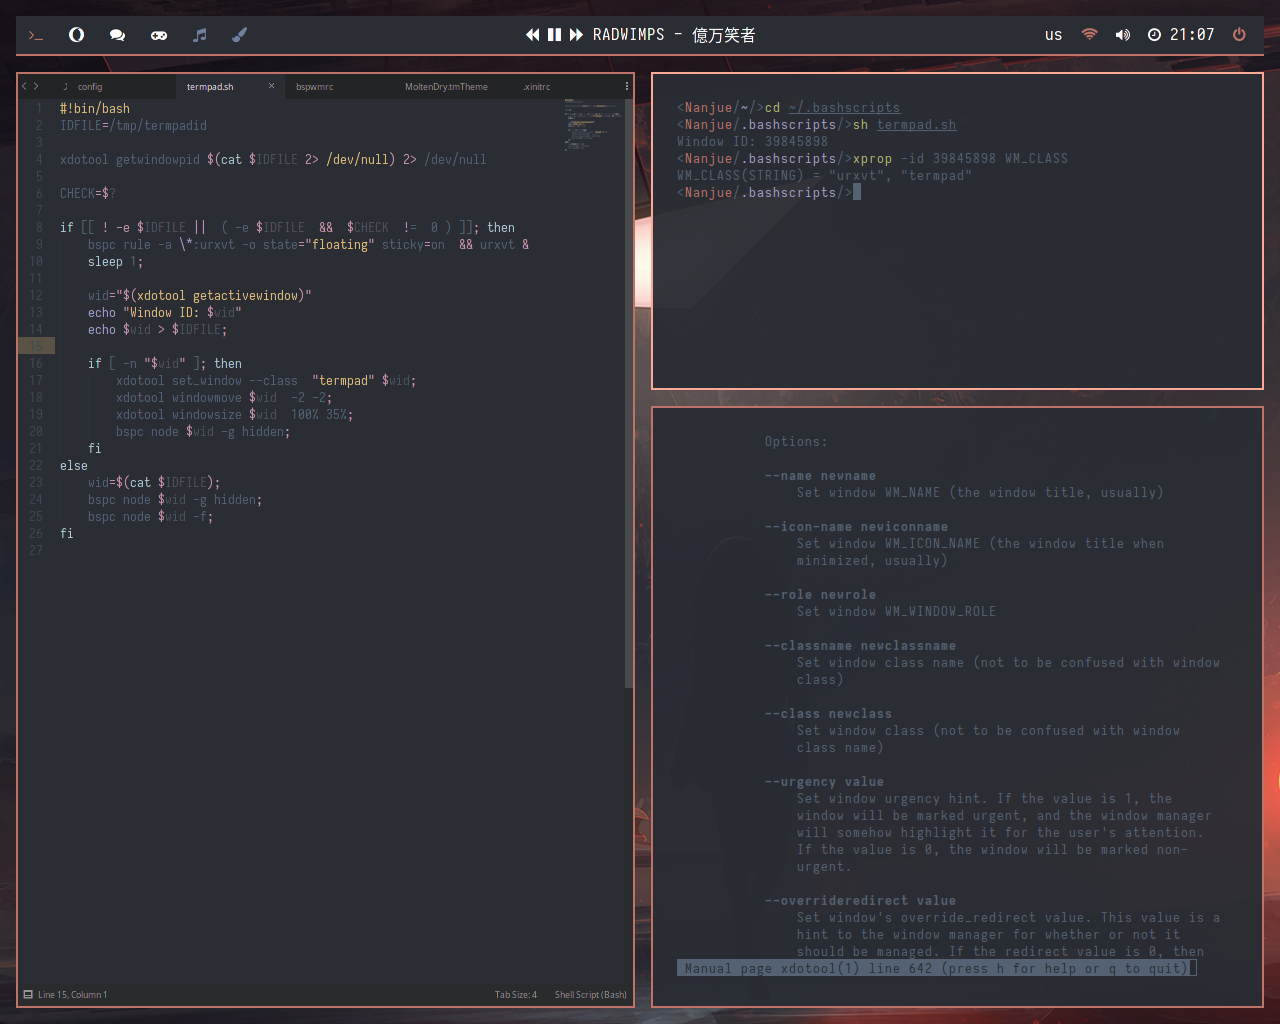 >_
RADWIMPS - 億万笑者
us
21:07
config
termpad.sh
bspwmrc
MoltenDry.tmTheme
.xinitrc
1 #!bin/bash
2 IDFILE=/tmp/termpadid
3
4 xdotool getwindowpid $(cat $IDFILE 2> /dev/null) 2> /dev/null
5
6 CHECK=$?
7
8 if [[ ! -e $IDFILE || ( -e $IDFILE && $CHECK != 0 ) ]]; then
9 bspc rule -a \*:urxvt -o state="floating" sticky=on && urxvt &
10 sleep 1;
11
12 wid="$(xdotool getactivewindow)"
13 echo "Window ID: $wid"
14 echo $wid > $IDFILE;
15
16 if [ -n "$wid" ]; then
17 xdotool set_window --class "termpad" $wid;
18 xdotool windowmove $wid -2 -2;
19 xdotool windowsize $wid 100% 35%;
20 bspc node $wid -g hidden;
21 fi
22 else
23 wid=$(cat $IDFILE);
24 bspc node $wid -g hidden;
25 bspc node $wid -f;
26 fi
27
Line 15, Column 1
Tab Size: 4
Shell Script (Bash)
<Nanjue/~/>cd ~/.bashscripts
<Nanjue/.bashscripts/>sh termpad.sh
Window ID: 39845898
<Nanjue/.bashscripts/>xprop -id 39845898 WM_CLASS
WM_CLASS(STRING) = "urxvt", "termpad"
<Nanjue/.bashscripts/>
Options:
--name newname
Set window WM_NAME (the window title, usually)
--icon-name newiconname
Set window WM_ICON_NAME (the window title when
minimized, usually)
--role newrole
Set window WM_WINDOW_ROLE
--classname newclassname
Set window class name (not to be confused with window
class)
--class newclass
Set window class (not to be confused with window
class name)
--urgency value
Set window urgency hint. If the value is 1, the
window will be marked urgent, and the window manager
will somehow highlight it for the user's attention.
If the value is 0, the window will be marked non-
urgent.
--overrideredirect value
Set window's override_redirect value. This value is a
hint to the window manager for whether or not it
should be managed. If the redirect value is 0, then
Manual page xdotool(1) line 642 (press h for help or q to quit)